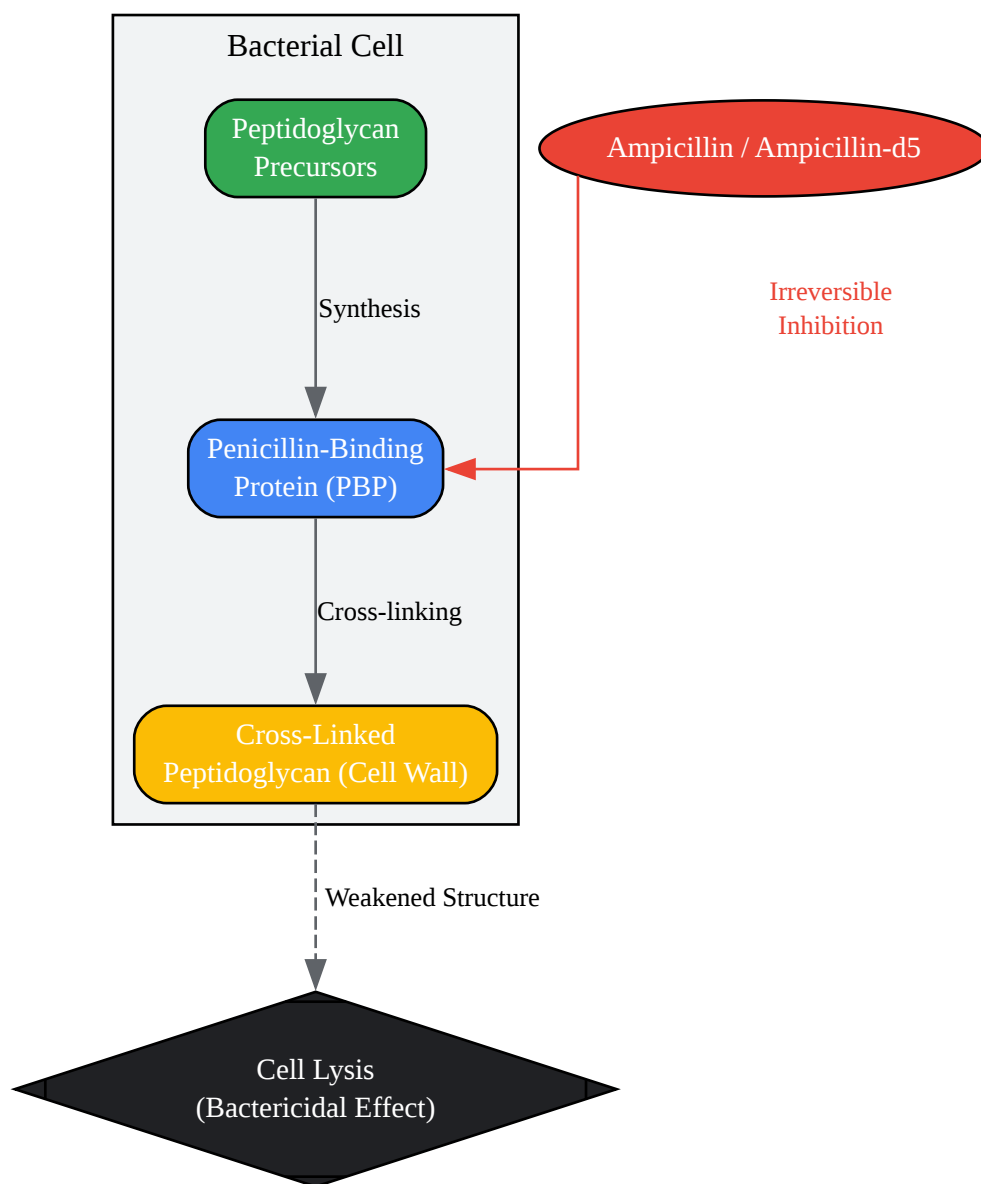 Bacterial Cell
Peptidoglycan
Precursors
Ampicillin / Ampicillin-d5
Synthesis
Irreversible
Inhibition
Penicillin-Binding
Protein (PBP)
Cross-linking
Cross-Linked
Peptidoglycan (Cell Wall)
Weakened Structure
Cell Lysis
(Bactericidal Effect)